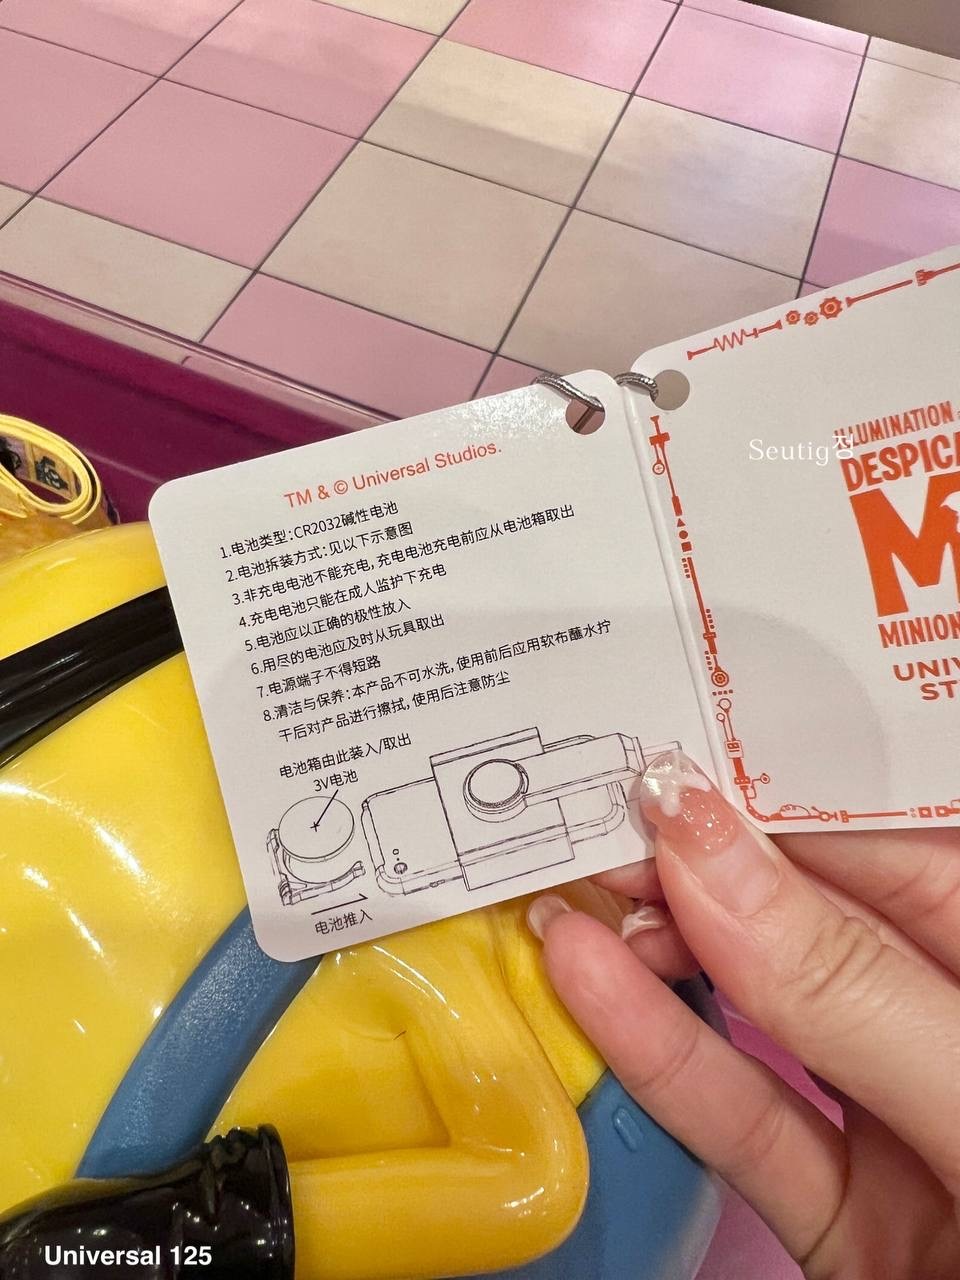 TM & © Universal Studios.
1.电池类型:CR2032碱性电池
2.电池拆装方式:见以下示意图
3.非充电电池不能充电,充电电池充电前应从电池箱取出
4.充电电池只能在成人监护下充电
5.电池应以正确的极性放入
6.用尽的电池应及时从玩具取出
7.电源端子不得短路
8.清洁与保养:本产品不可水洗,使用前后应用软布蘸水拧
干后对产品进行擦拭,使用后注意防尘
电池箱由此装入/取出
3V电池
+
电池推入
ILLUMINATION
DESPICA
M
MINION
UNIV
ST
Seutig정
Universal 125